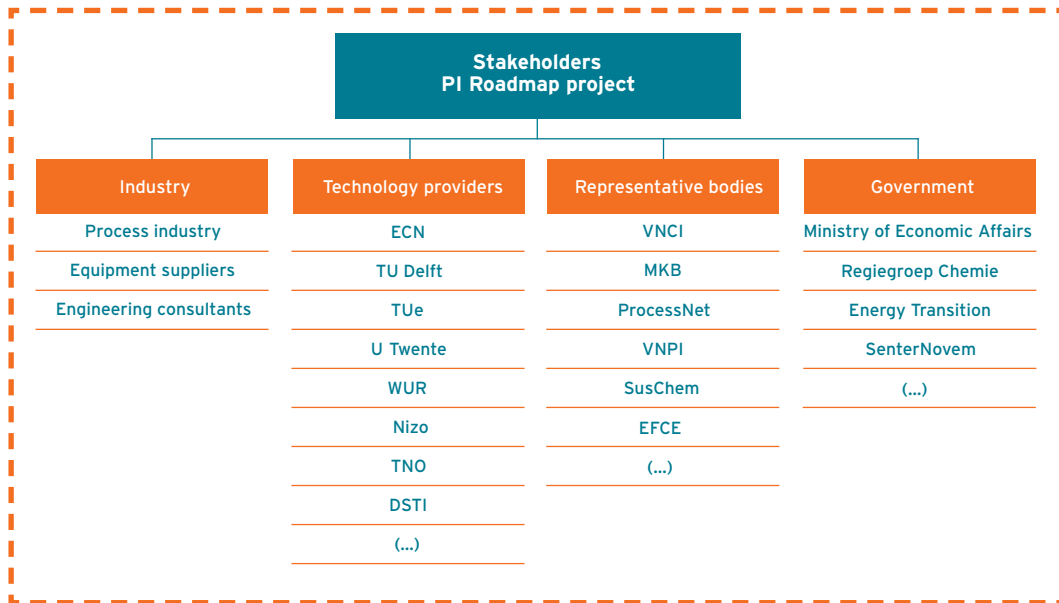 Stakeholders
PI Roadmap project
Industry
Process industry
Equipment suppliers
Engineering consultants
Technology providers
ECN
TU Delft
TUe
U Twente
WUR
Nizo
TNO
DSTI
(...)
Representative bodies
VNCI
MKB
ProcessNet
VNPI
SusChem
EFCE
(...)
Government
Ministry of Economic Affairs
Regiegroep Chemie
Energy Transition
SenterNovem
(...)